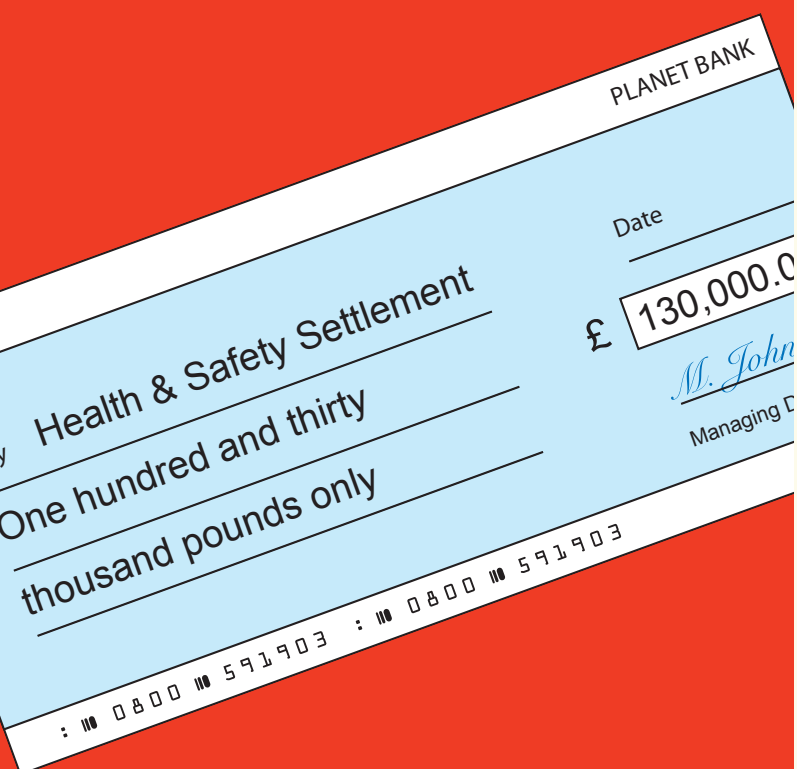 PLANET BANK
Date
y Health & Safety Settlement
£ 130,000.0
One hundred and thirty
M. John
thousand pounds only
Managing D
0800 591903 0800 591903